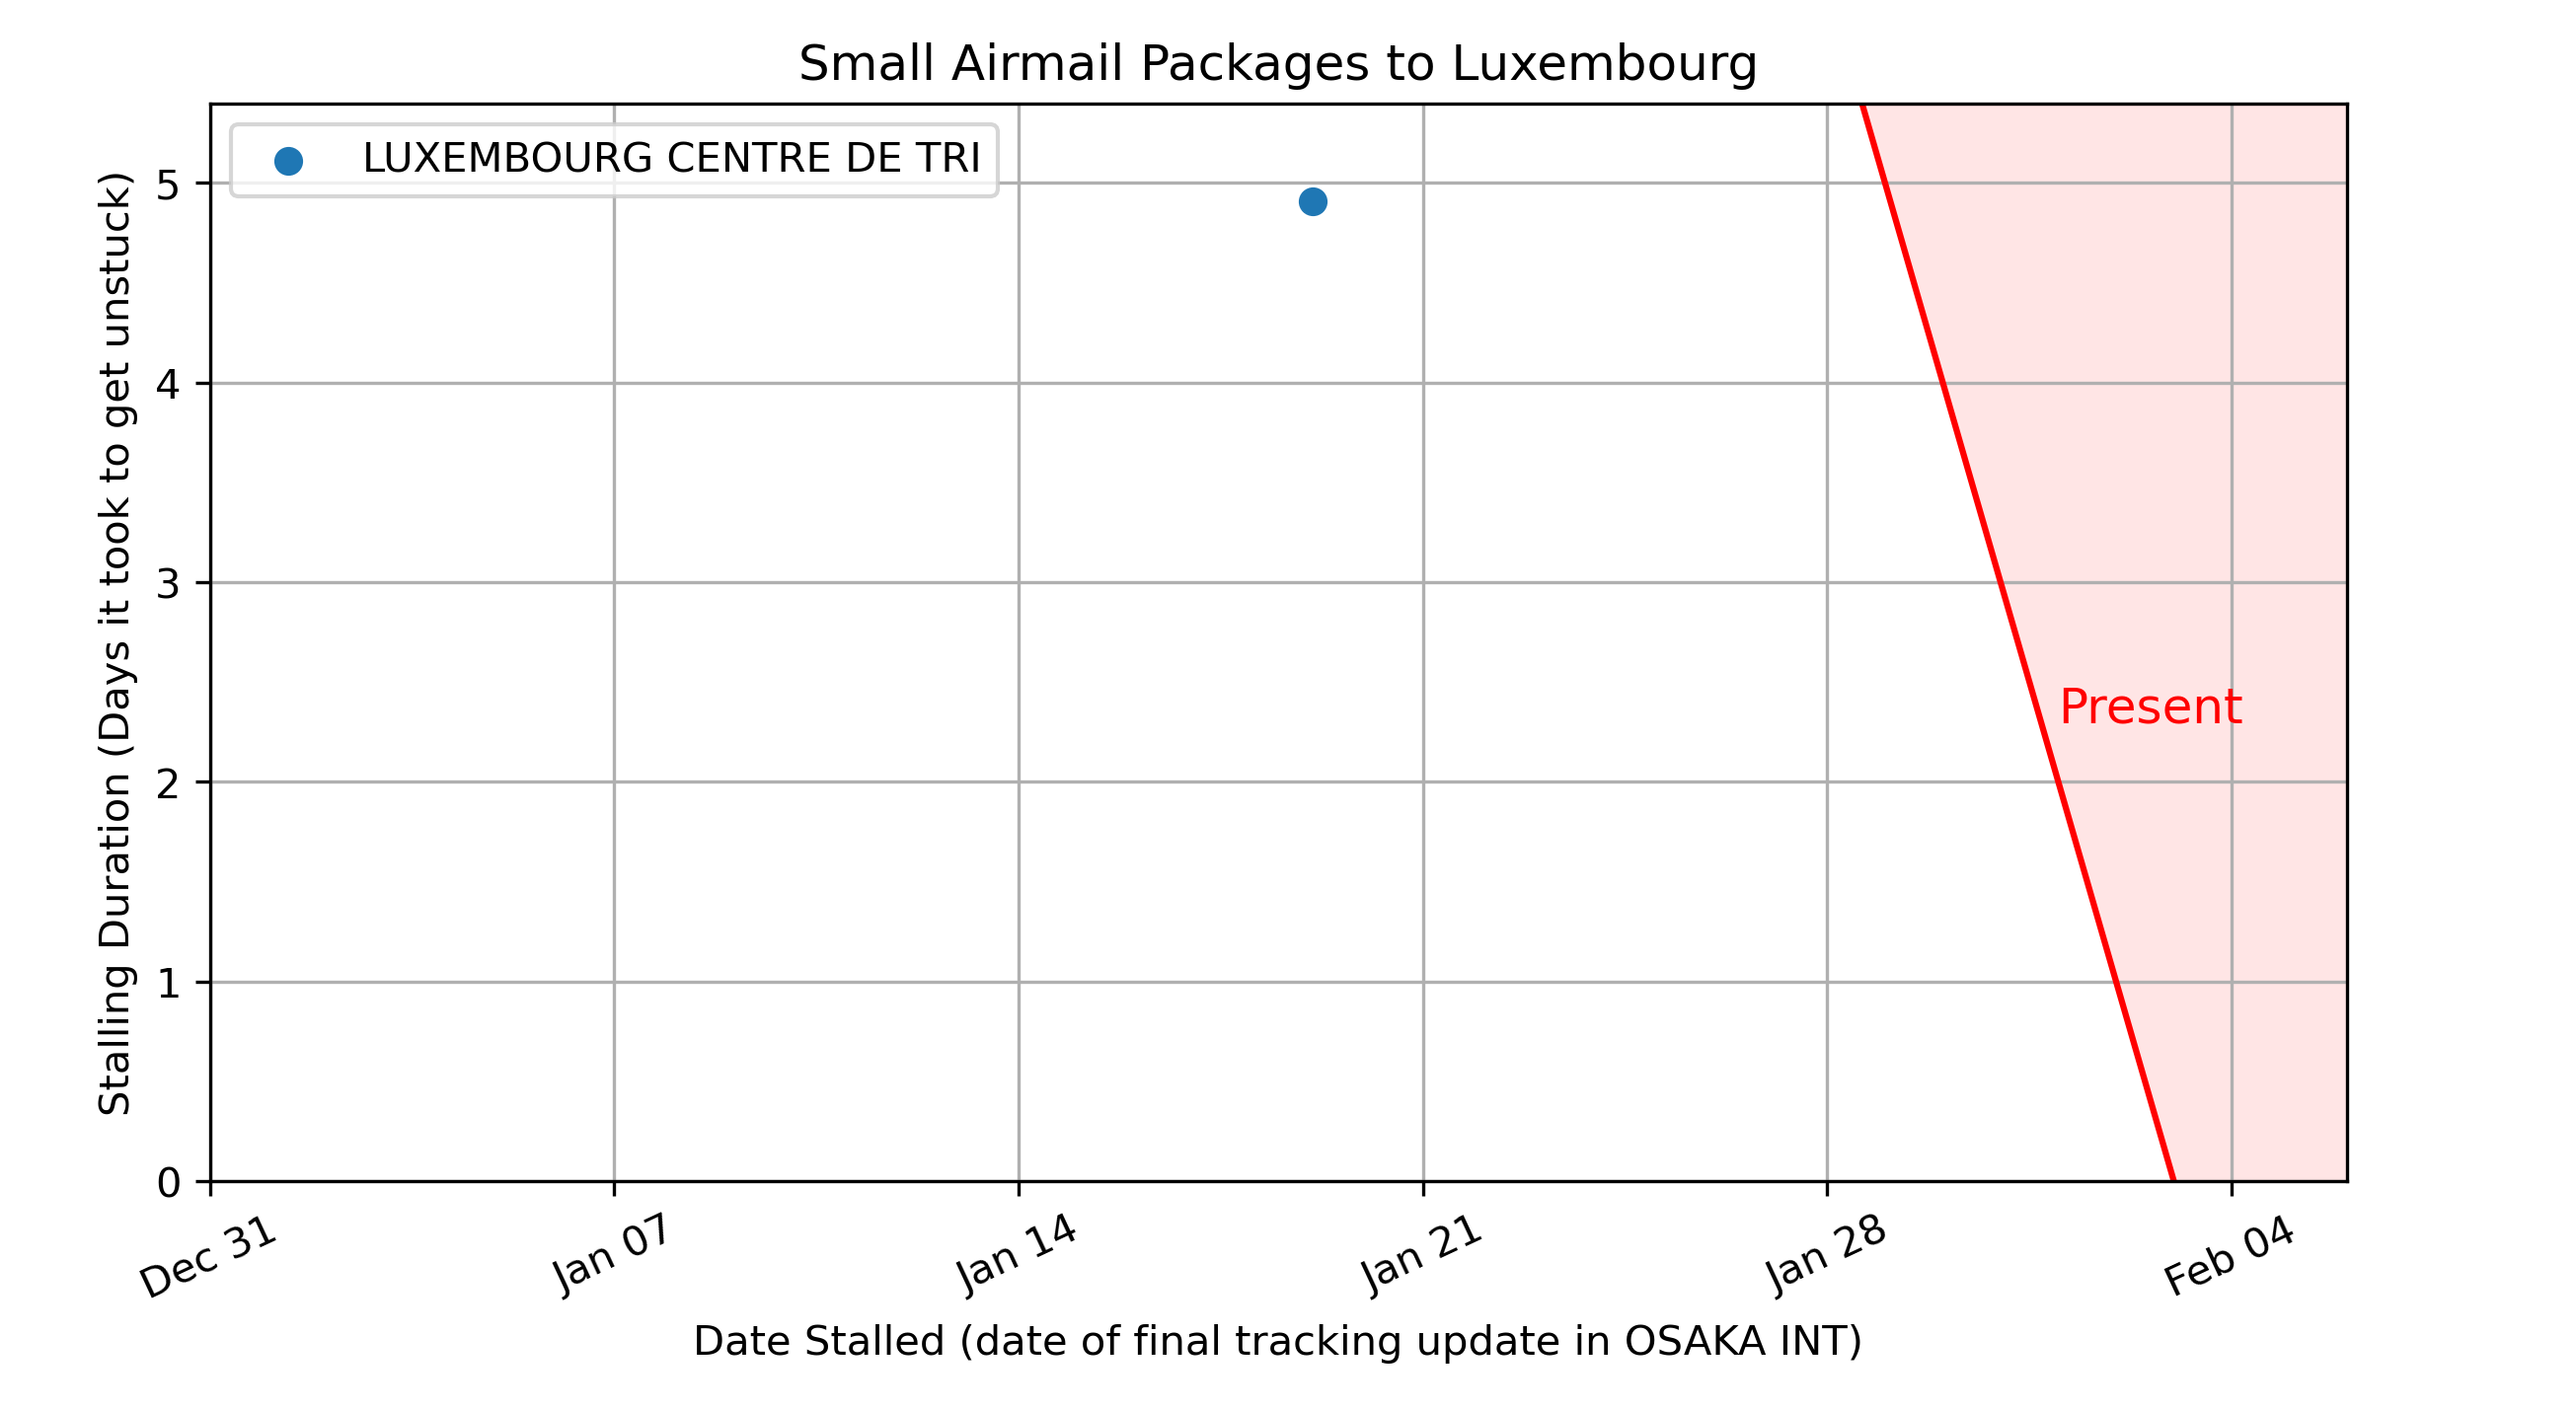 Small Airmail Packages to Luxembourg
LUXEMBOURG CENTRE DE TRI
Stalling Duration (Days it took to get unstuck)
5
4
3
2
1
0
Present
Dec 31
Jan 07
Jan 14
Jan 21
Jan 28
Feb 04
Date Stalled (date of final tracking update in OSAKA INT)